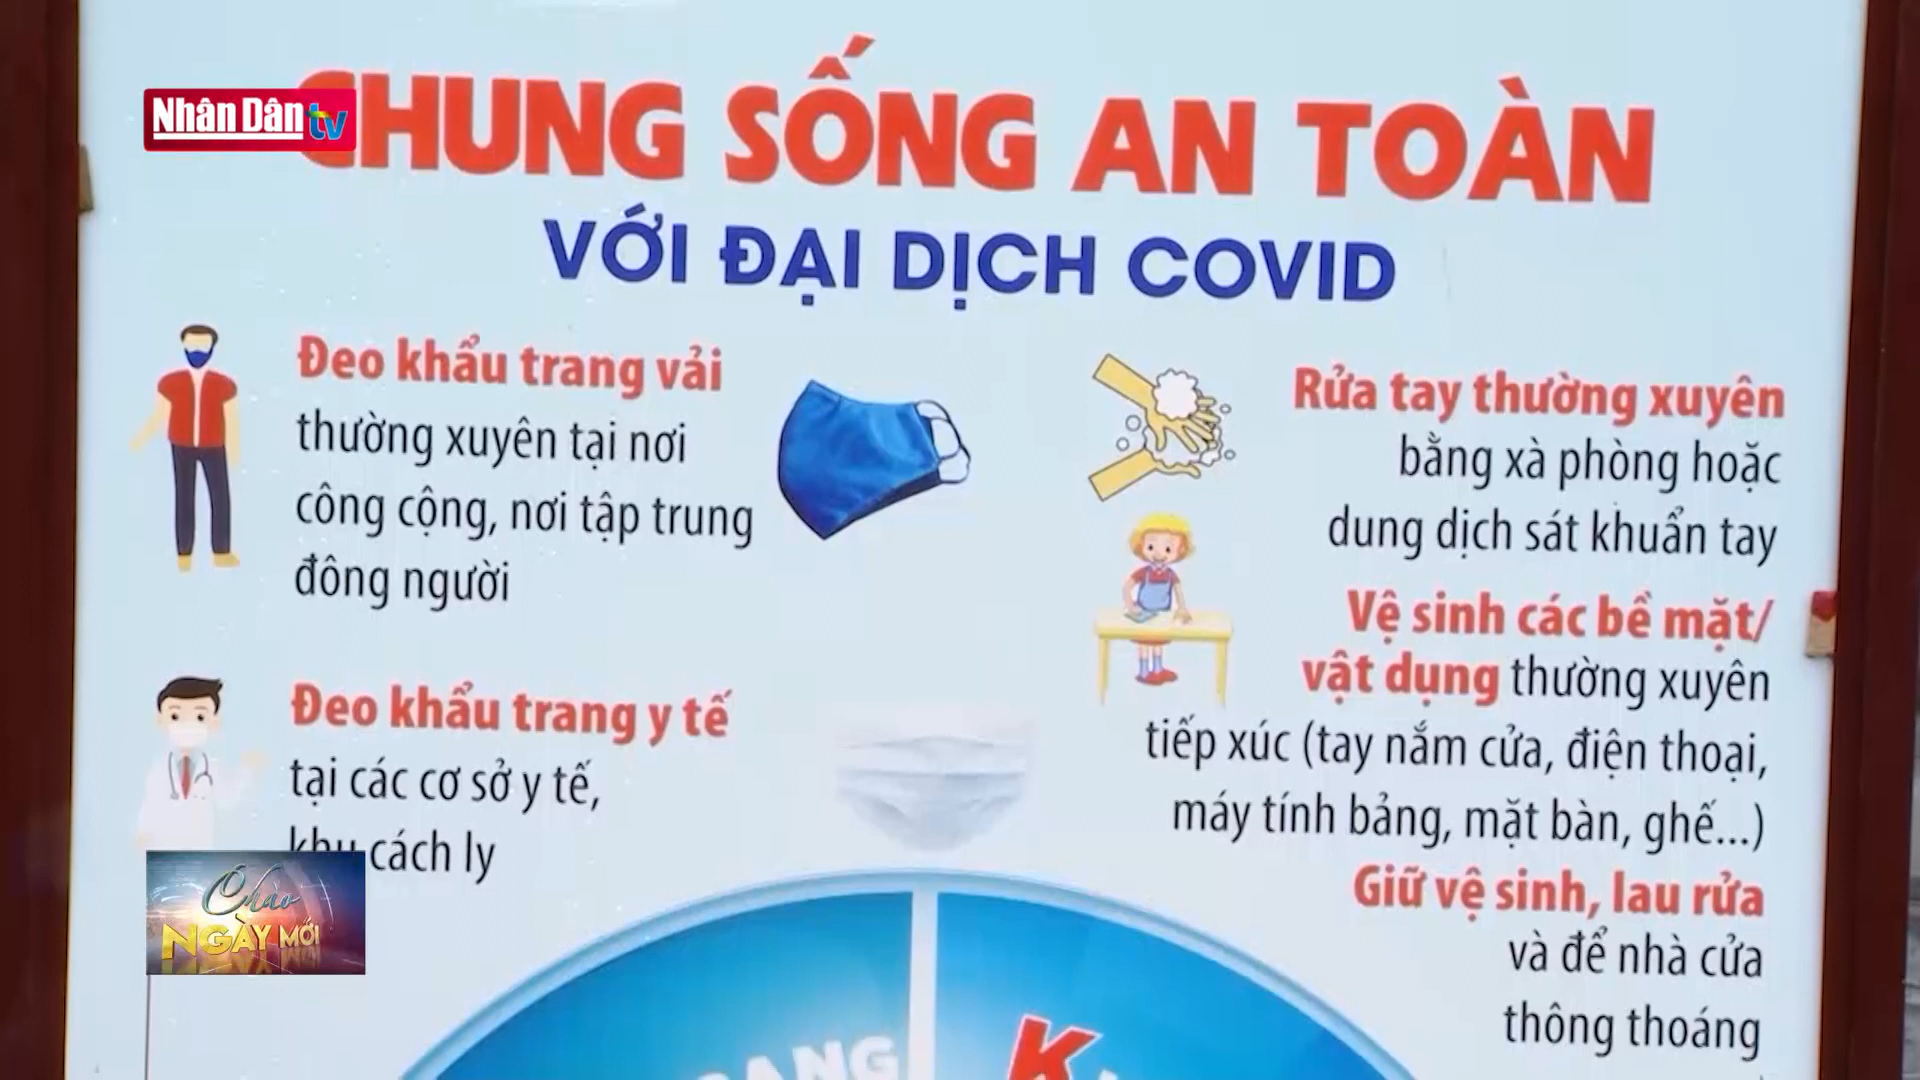 Nhân Dân tv
CHUNG SỐNG AN TOÀN
VỚI ĐẠI DỊCH COVID
Đeo khẩu trang vải
thường xuyên tại nơi
công cộng, nơi tập trung
đông người
Đeo khẩu trang y tế
tại các cơ sở y tế,
khu cách ly
Rửa tay thường xuyên
bằng xà phòng hoặc
dung dịch sát khuẩn tay
Vệ sinh các bề mặt/
vật dụng thường xuyên
tiếp xúc (tay nắm cửa, điện thoại,
máy tính bảng, mặt bàn, ghế...)
Giữ vệ sinh, lau rửa
và để nhà cửa
thông thoáng
Chào
NGÀY MỚI